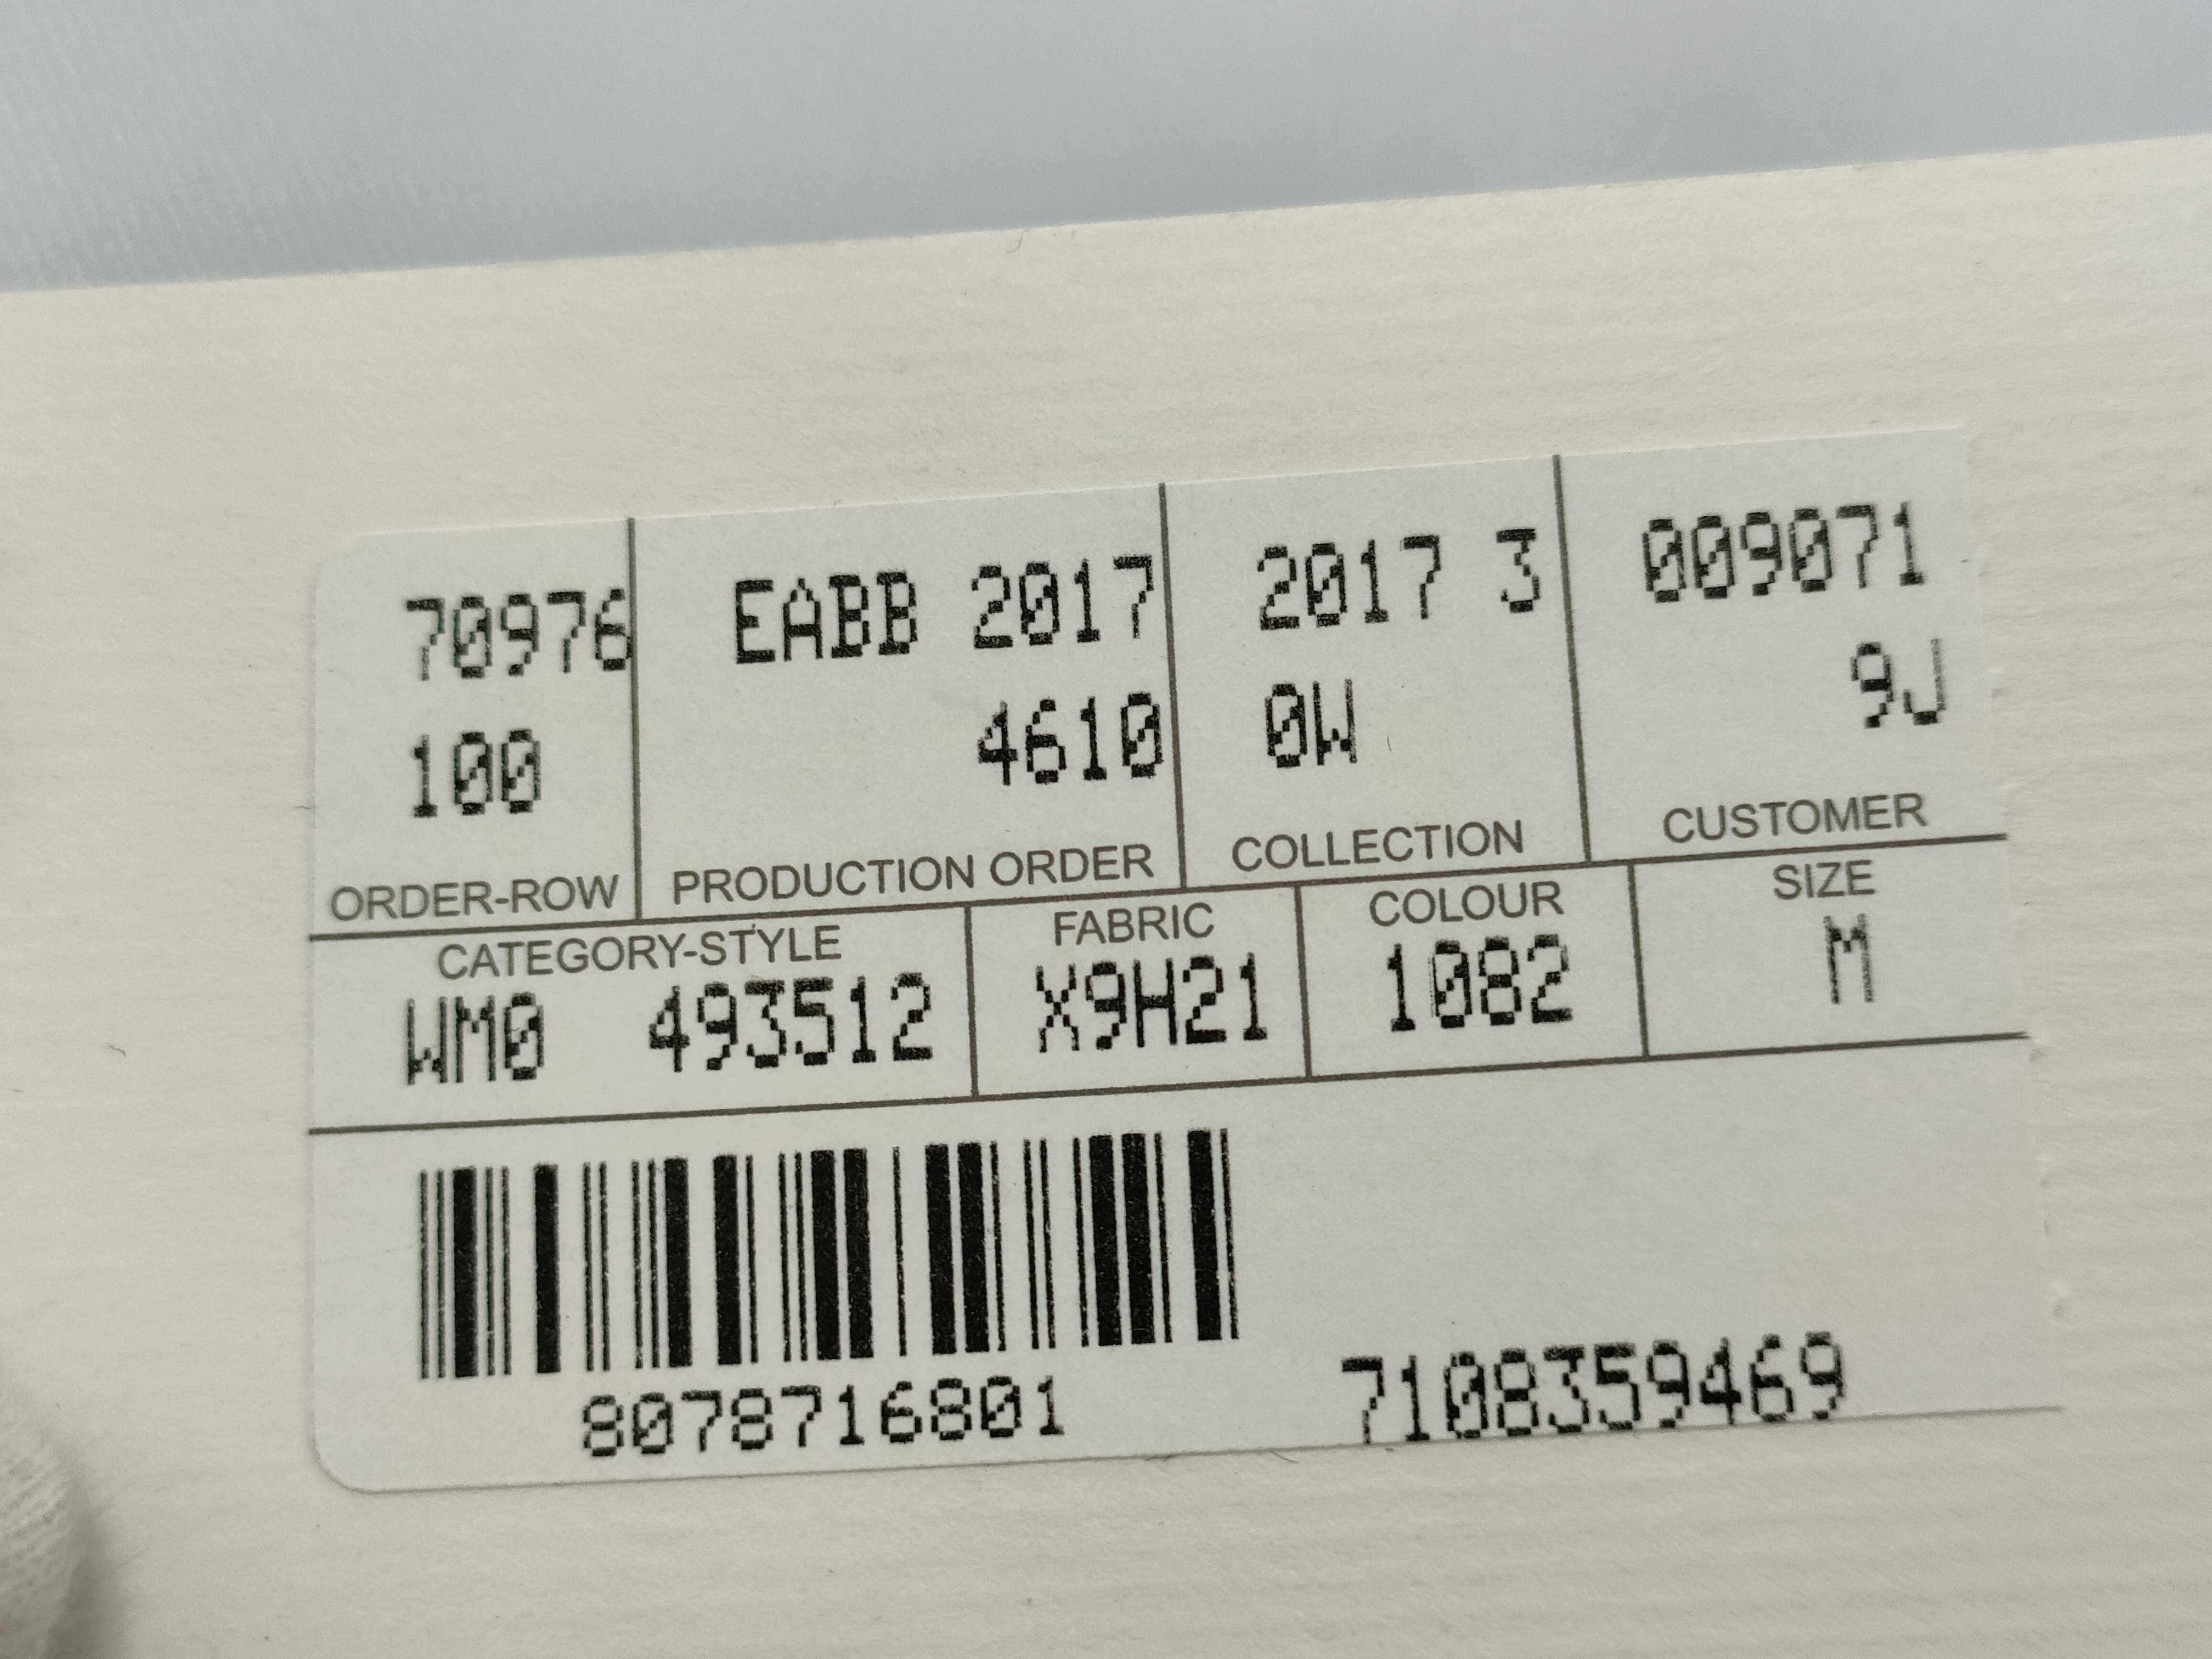 70976 EABB 2017 2017 3 009071
100 4610 0W 9J
ORDER-ROW PRODUCTION ORDER COLLECTION CUSTOMER
CATEGORY-STYLE FABRIC COLOUR SIZE
WM0 493512 X9H21 1082 M
8078716801 7108359469